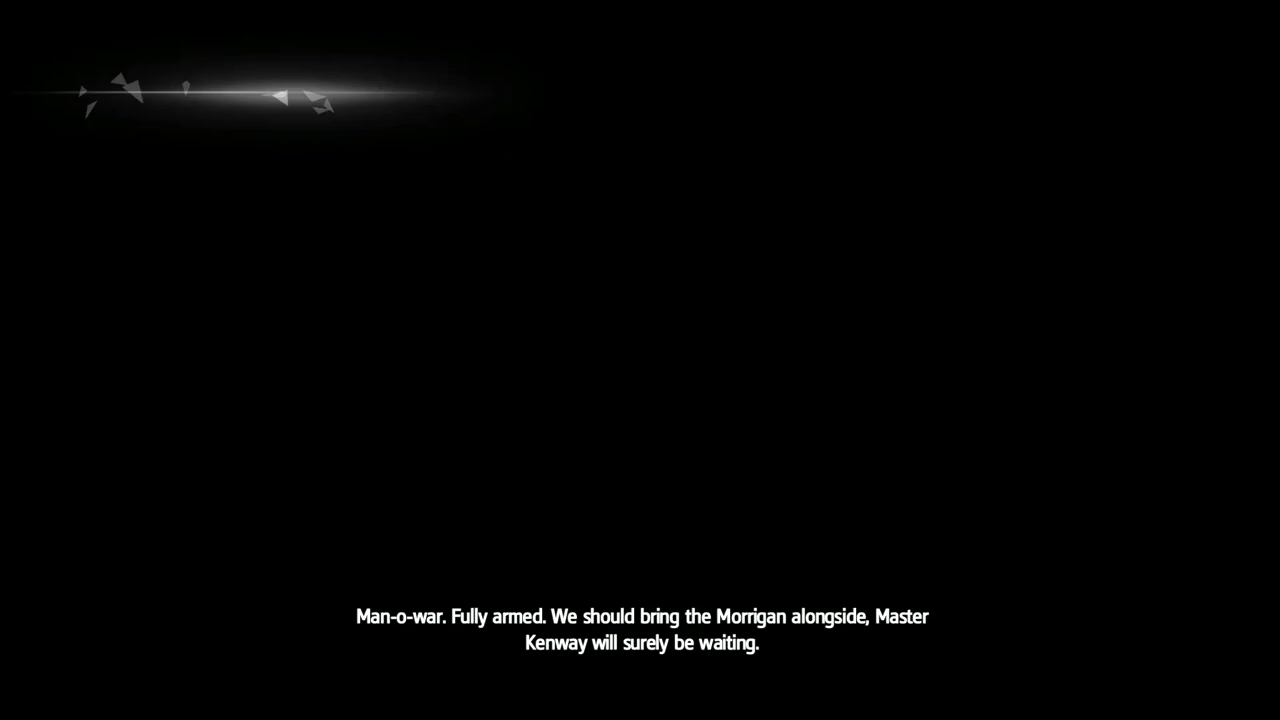 Man-o-war. Fully armed. We should bring the Morrigan alongside, Master
Kenway will surely be waiting.